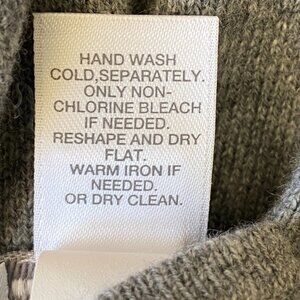 HAND WASH
COLD,SEPARATELY.
ONLY NON-
CHLORINE BLEACH
IF NEEDED.
RESHAPE AND DRY
FLAT.
WARM IRON IF
NEEDED.
OR DRY CLEAN.